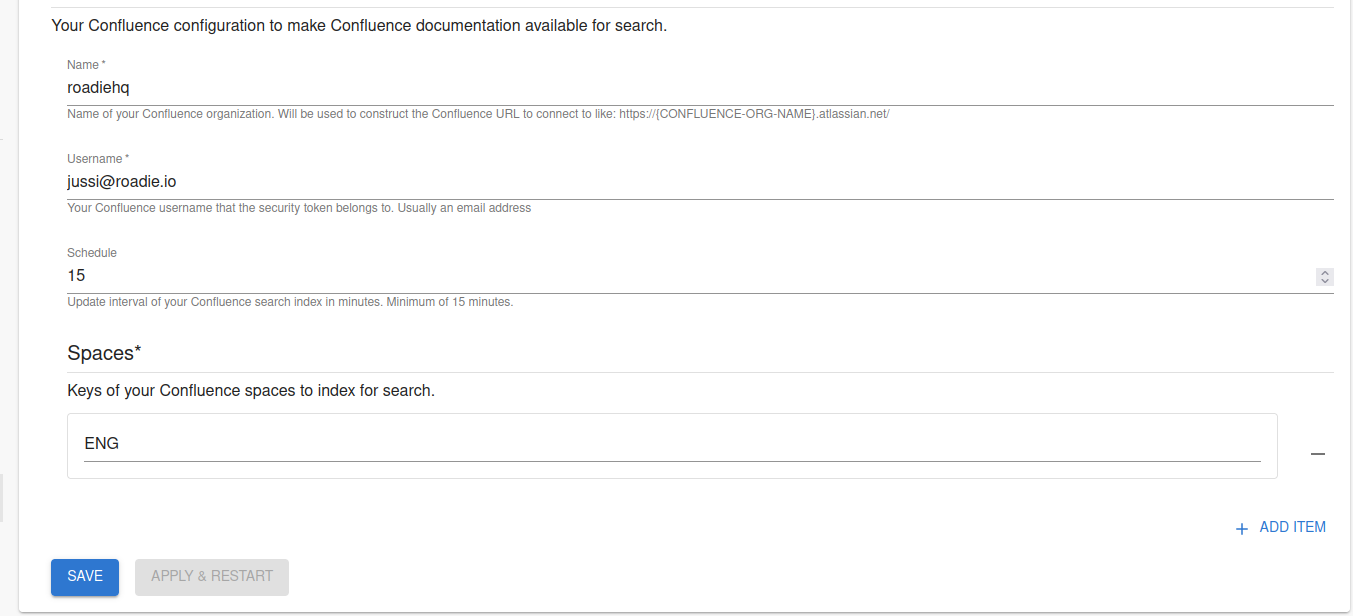 Your Confluence configuration to make Confluence documentation available for search.
Name *
roadiehq
Name of your Confluence organization. Will be used to construct the Confluence URL to connect to like: https://{CONFLUENCE-ORG-NAME}.atlassian.net/
Username *
jussi@roadie.io
Your Confluence username that the security token belongs to. Usually an email address
Schedule
15
Update interval of your Confluence search index in minutes. Minimum of 15 minutes.
Spaces*
Keys of your Confluence spaces to index for search.
ENG
+ ADD ITEM
SAVE
APPLY & RESTART